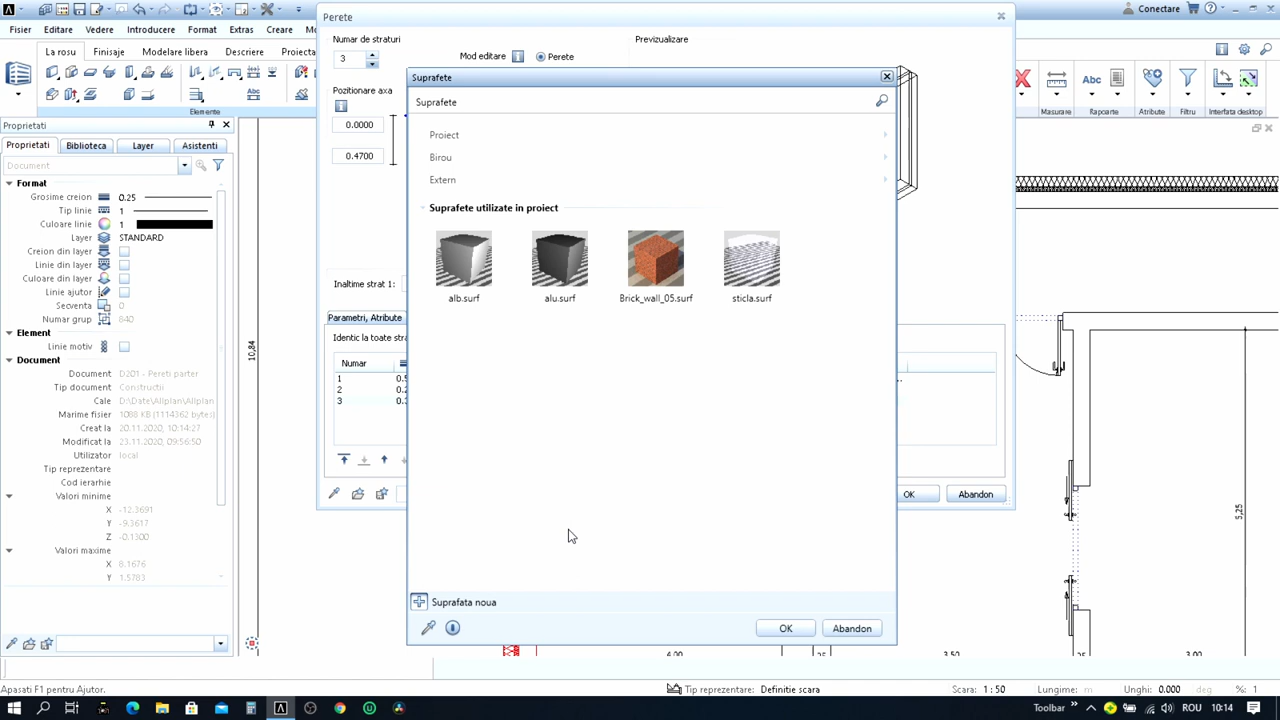 Conectare
Fisier Editare Vedere Introducere Format Extras Creare
La rosu Finisaje Modelare libera Descriere
Elemente
Masurare Rapoarte Atribute Filtru Interfata desktop
Abc
Proprietati
Proprietati Biblioteca Layer Asistenti
Document
Format
Grosime creion 0.25
Tip linie 1
Culoare linie 1
Layer STANDARD
Creion din layer
Linie din layer
Culoare din layer
Linie ajutor
Secventa 0
Numar grup 840
Element
Linie motiv
Document
Document D201 - Pereti parter
Tip document Constructii
Cale D:\Date\Allplan\Allplan
Marime fisier 1088 KB (1114362 byte)
Creat la 20.11.2020, 10:14:27
Modificat la 23.11.2020, 09:56:50
Utilizator local
Tip reprezentare
Cod ierarhie
Valori minime
X -12.3691
Y -9.3617
Z -0.1300
Valori maxime
X 8.1676
Y 1.5783
Perete
Numar de straturi
3
Mod editare Perete
Previzualizare
Pozitionare axa
0.0000
0.4700
Inaltime strat 1:
Parametri, Atribute
Identic la toate stra
Numar
1 0.5
2 0.2
3 0.3
OK Abandon
Suprafete
Suprafete
Proiect
Birou
Extern
Suprafete utilizate in proiect
alb.surf alu.surf Brick_wall_05.surf sticla.surf
Suprafata noua
OK Abandon
10,84
5,25
6,00 ,25 3,50 ,25 3,00
Apasati F1 pentru Ajutor.
Tip reprezentare: Definitie scara Scara: 1 : 50 Lungime: m Unghi: 0.000 deg %: 1
Toolbar ROU 10:14